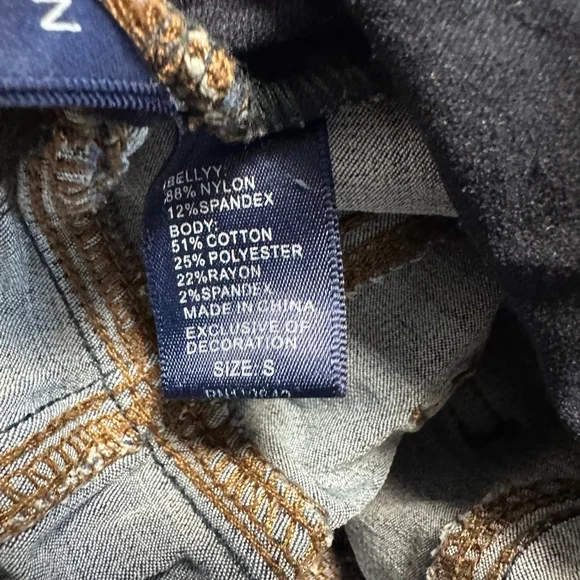 N
BELLYY:
88% NYLON
12%SPANDEX
BODY:
51% COTTON
25% POLYESTER
22%RAYON
2%SPANDEX
MADE IN CHINA
EXCLUSIVE OF
DECORATION
SIZE: S